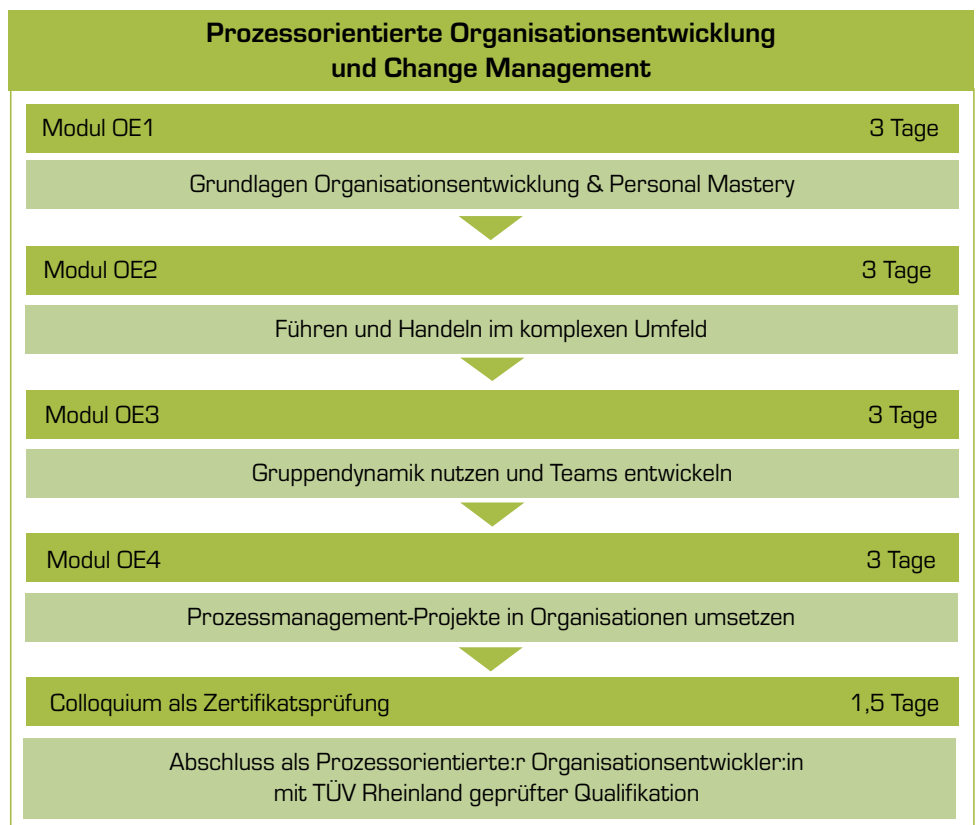 Prozessorientierte Organisationsentwicklung
und Change Management
Modul OE1 3 Tage
Grundlagen Organisationsentwicklung & Personal Mastery
Modul OE2 3 Tage
Führen und Handeln im komplexen Umfeld
Modul OE3 3 Tage
Gruppendynamik nutzen und Teams entwickeln
Modul OE4 3 Tage
Prozessmanagement-Projekte in Organisationen umsetzen
Colloquium als Zertifikatsprüfung 1,5 Tage
Abschluss als Prozessorientierte:r Organisationsentwickler:in
mit TÜV Rheinland geprüfter Qualifikation